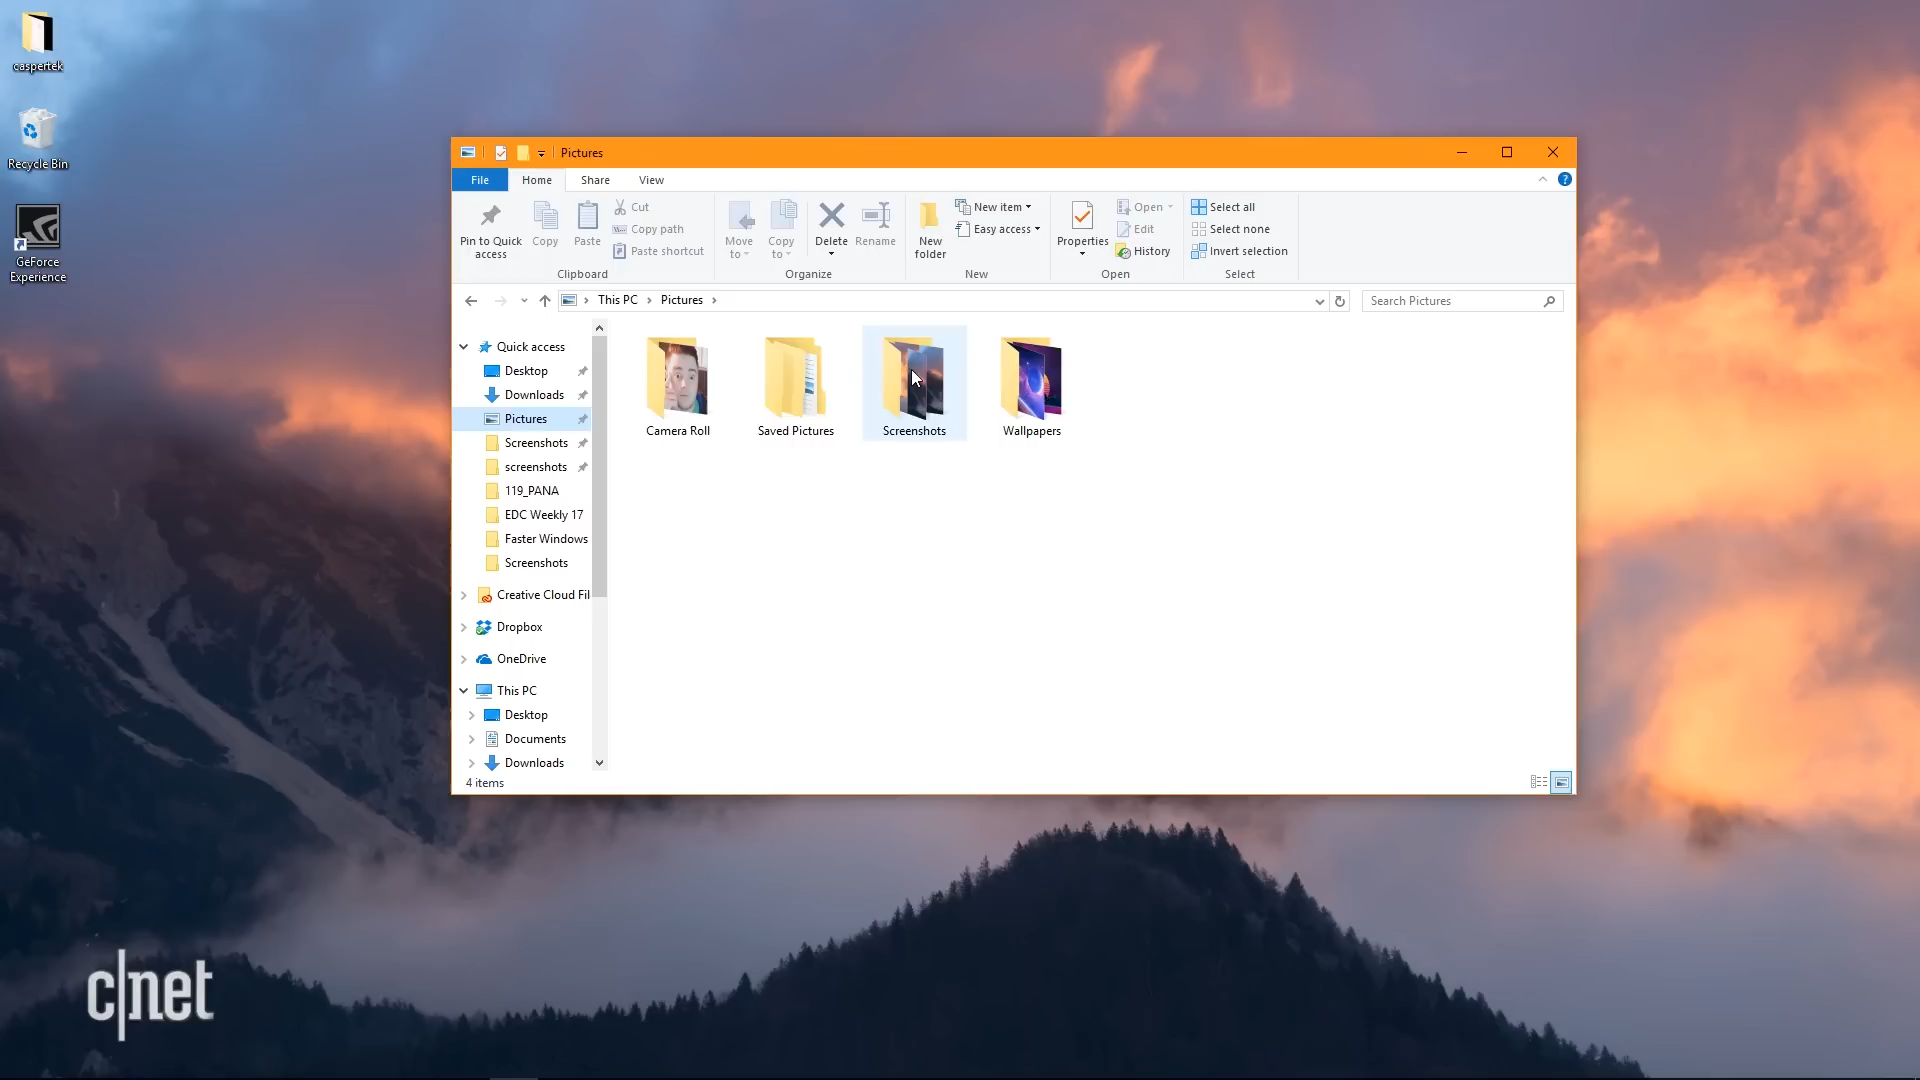 caspertek
Recycle Bin
GeForce
Experience
Pictures
File
Home
Share
View
Pin to Quick
access
Copy
Paste
Cut
Copy path
Paste shortcut
Clipboard
Move
to
Copy
to
Delete
Rename
Organize
New
folder
New item
Easy access
New
Properties
Open
Edit
History
Open
Select all
Select none
Invert selection
Select
This PC
Pictures
Search Pictures
Quick access
Desktop
Downloads
Pictures
Screenshots
screenshots
119_PANA
EDC Weekly 17
Faster Windows
Screenshots
Creative Cloud Fil
Dropbox
OneDrive
This PC
Desktop
Documents
Downloads
Camera Roll
Saved Pictures
Screenshots
Wallpapers
4 items
c|net